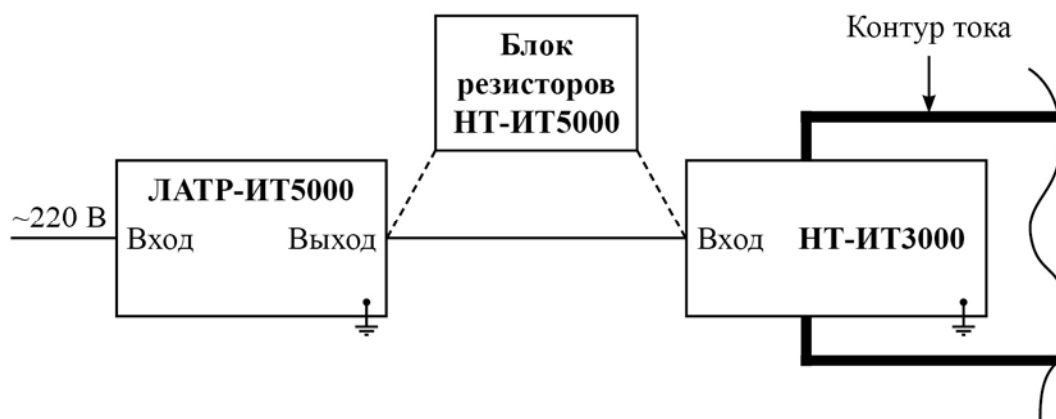 Блок
резисторов
НТ-ИТ5000
Контур тока
ЛАТР-ИТ5000
~220 В
Вход
Выход
Вход
НТ-ИТ3000